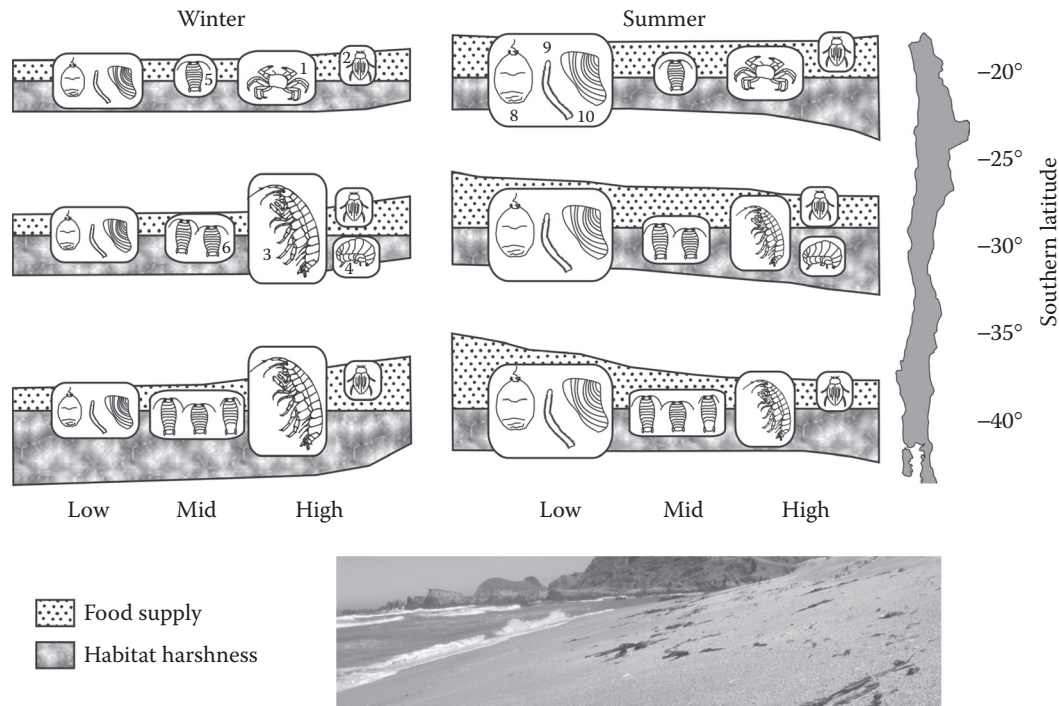 Winter
Summer
1
2
5
9
8
10
3
6
4
−20°
−25°
−30°
−35°
−40°
Southern latitude
Low Mid High
Low Mid High
Food supply
Habitat harshness